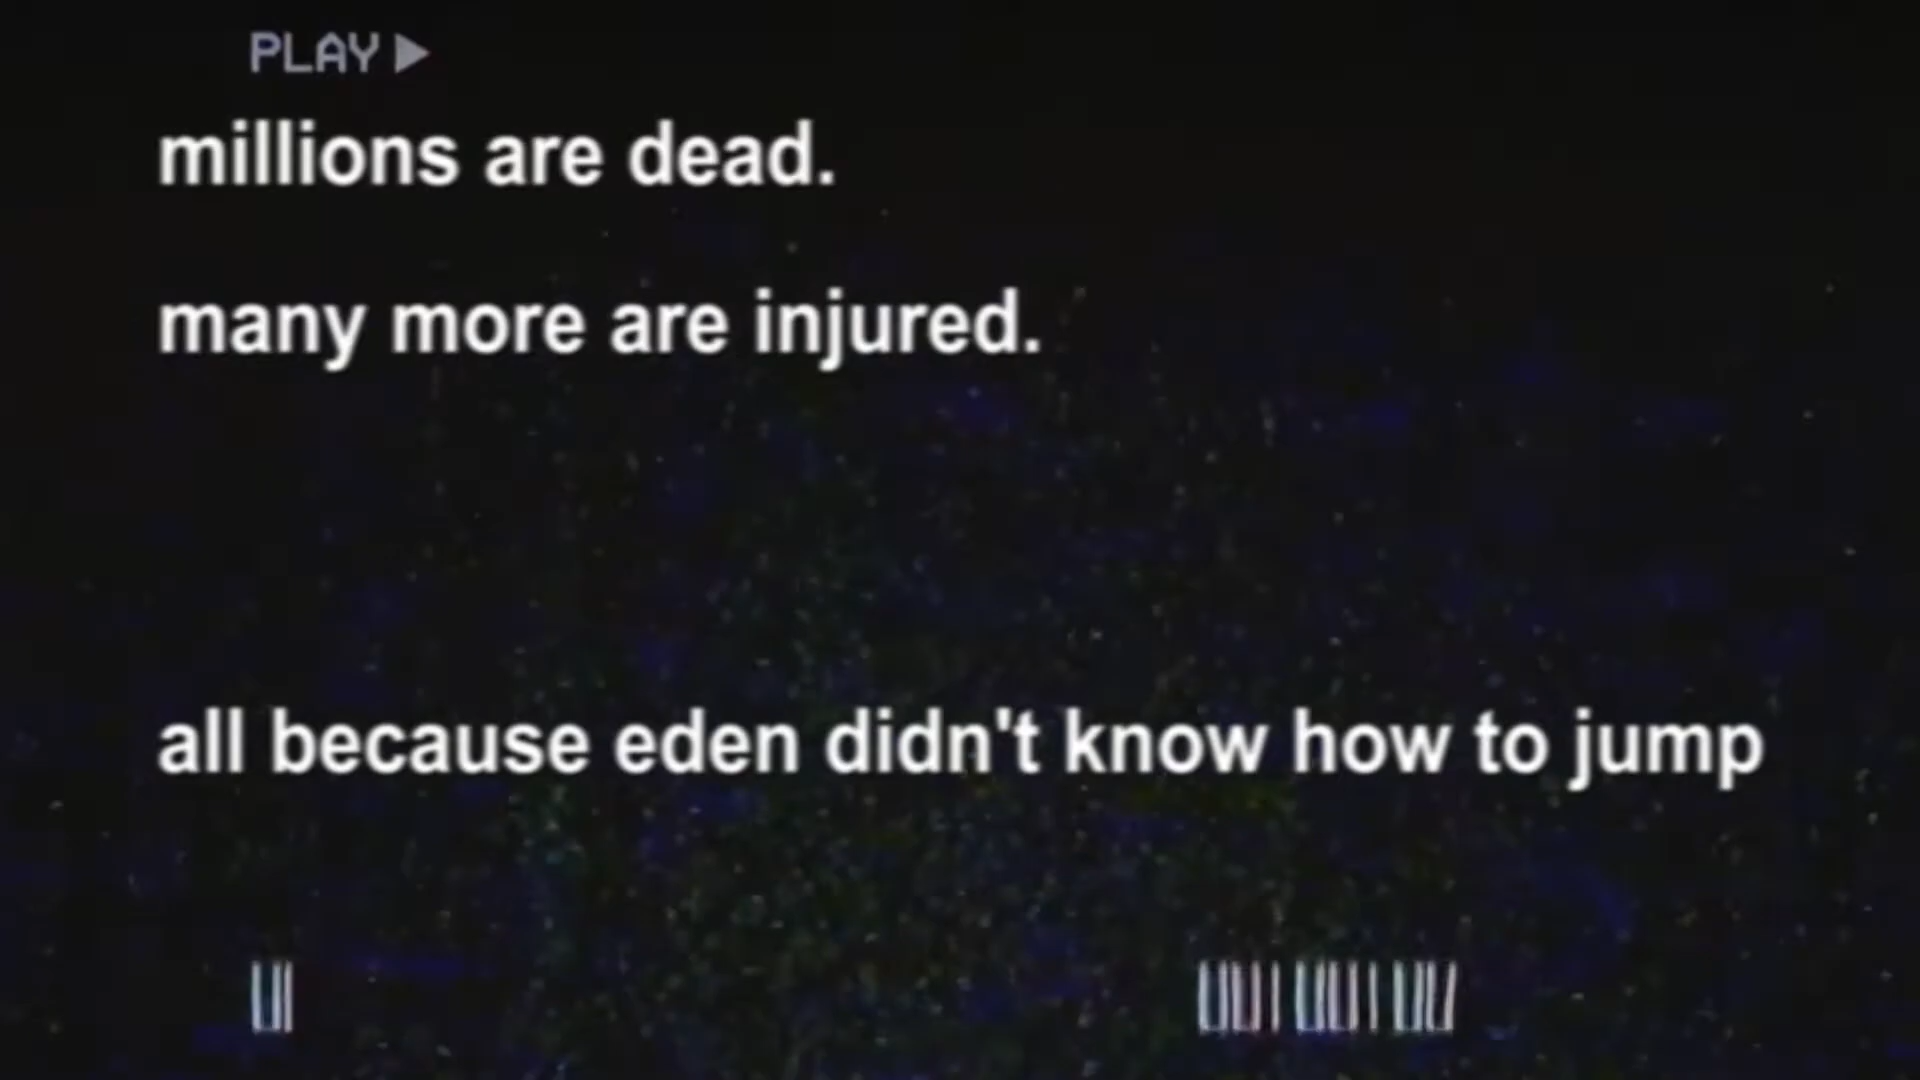 PLAY
millions are dead.
many more are injured.
all because eden didn't know how to jump